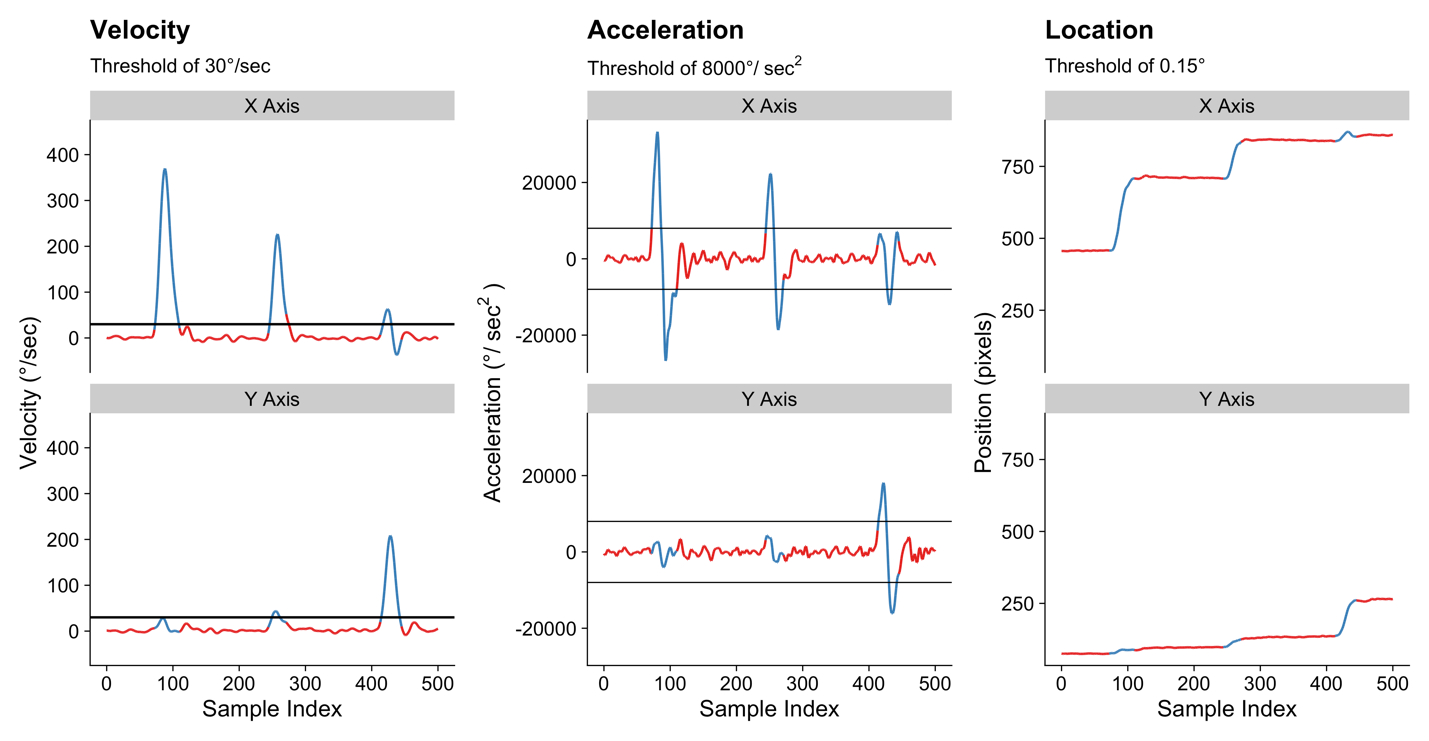 Velocity
Threshold of 30°/sec
X Axis
400
300
200
100
0
Y Axis
400
300
200
100
0
0 100 200 300 400 500
Sample Index
Velocity (°/sec)
Acceleration
Threshold of 8000°/ sec²
X Axis
20000
0
-20000
Y Axis
20000
0
-20000
0 100 200 300 400 500
Sample Index
Acceleration (°/ sec² )
Location
Threshold of 0.15°
X Axis
750
500
250
Y Axis
750
500
250
0 100 200 300 400 500
Sample Index
Position (pixels)